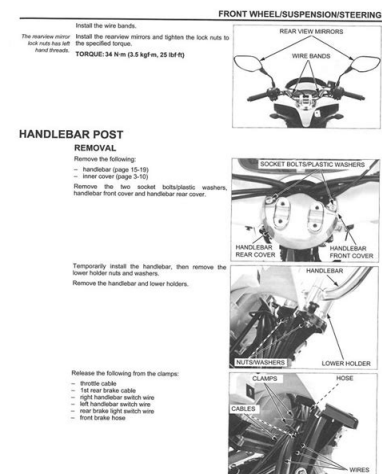 FRONT WHEEL/SUSPENSION/STEERING
Install the wire bands.
The rearview mirror
lock nuts has left
hand threads.
Install the rearview mirrors and tighten the lock nuts to
the specified torque.
TORQUE: 34 N·m (3.5 kgf·m, 25 lbf·ft)
REAR VIEW MIRRORS
WIRE BANDS
HANDLEBAR POST
REMOVAL
Remove the following:
– handlebar (page 15-19)
– inner cover (page 3-10)
Remove the two socket bolts/plastic washers,
handlebar front cover and handlebar rear cover.
SOCKET BOLTS/PLASTIC WASHERS
HANDLEBAR
REAR COVER
HANDLEBAR
FRONT COVER
Temporarily install the handlebar, then remove the
lower holder nuts and washers.
Remove the handlebar and lower holders.
HANDLEBAR
NUTS/WASHERS
LOWER HOLDER
Release the following from the clamps:
– throttle cable
– 1st rear brake cable
– right handlebar switch wire
– left handlebar switch wire
– rear brake light switch wire
– front brake hose
CLAMPS
HOSE
CABLES
WIRES